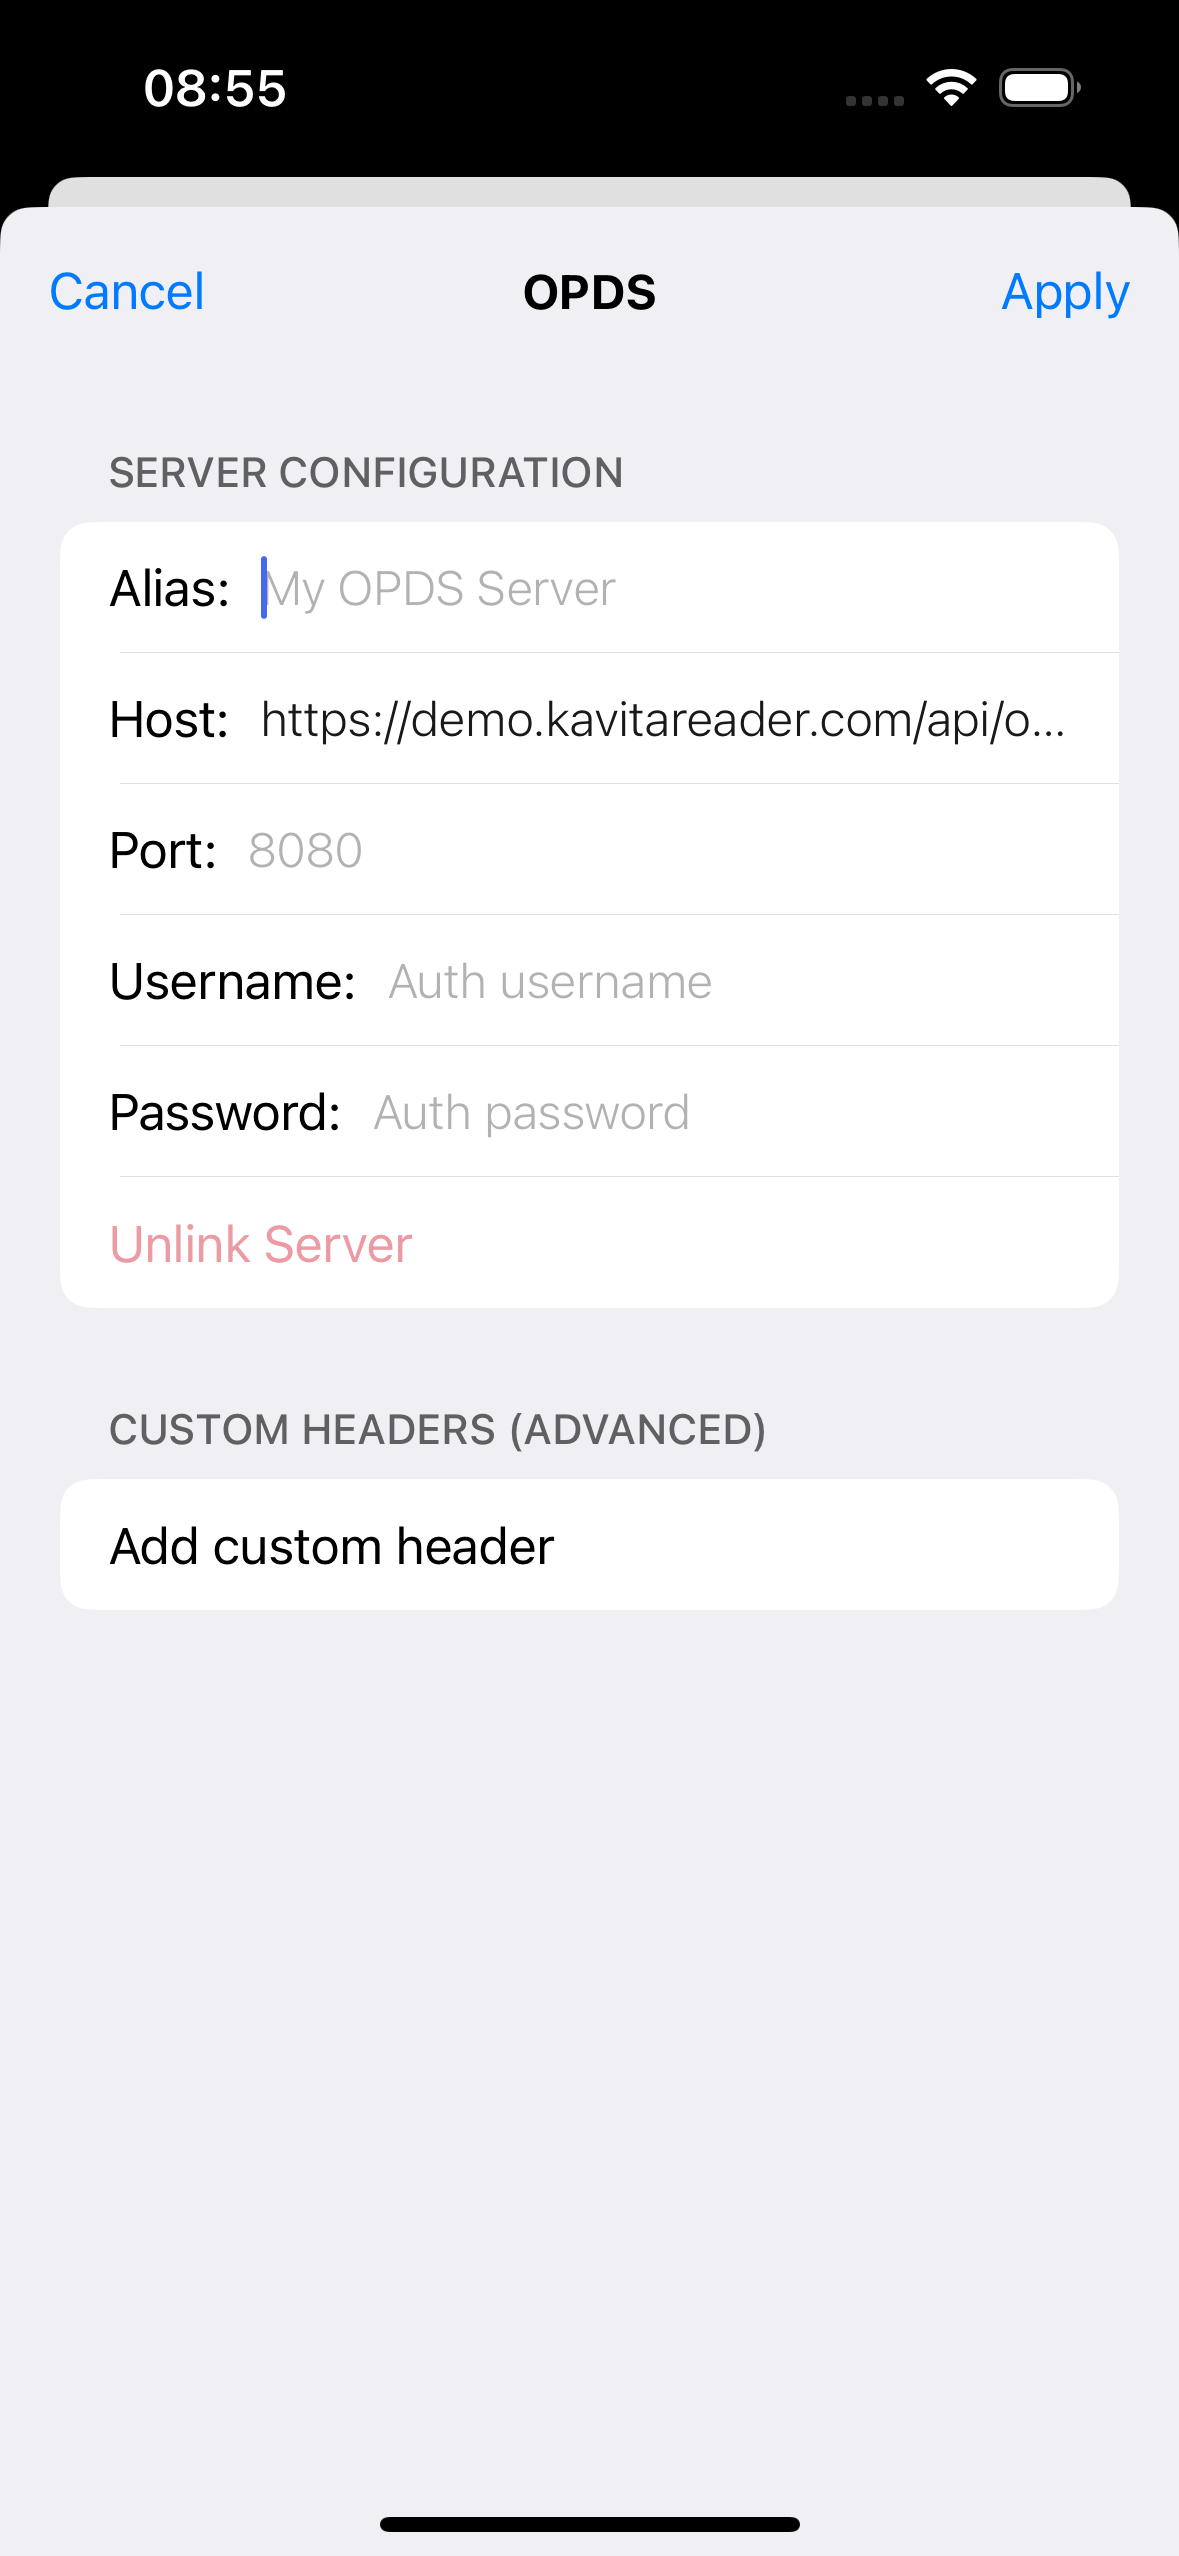 08:55
Cancel OPDS Apply
SERVER CONFIGURATION
Alias: My OPDS Server
Host: https://demo.kavitareader.com/api/o...
Port: 8080
Username: Auth username
Password: Auth password
Unlink Server
CUSTOM HEADERS (ADVANCED)
Add custom header